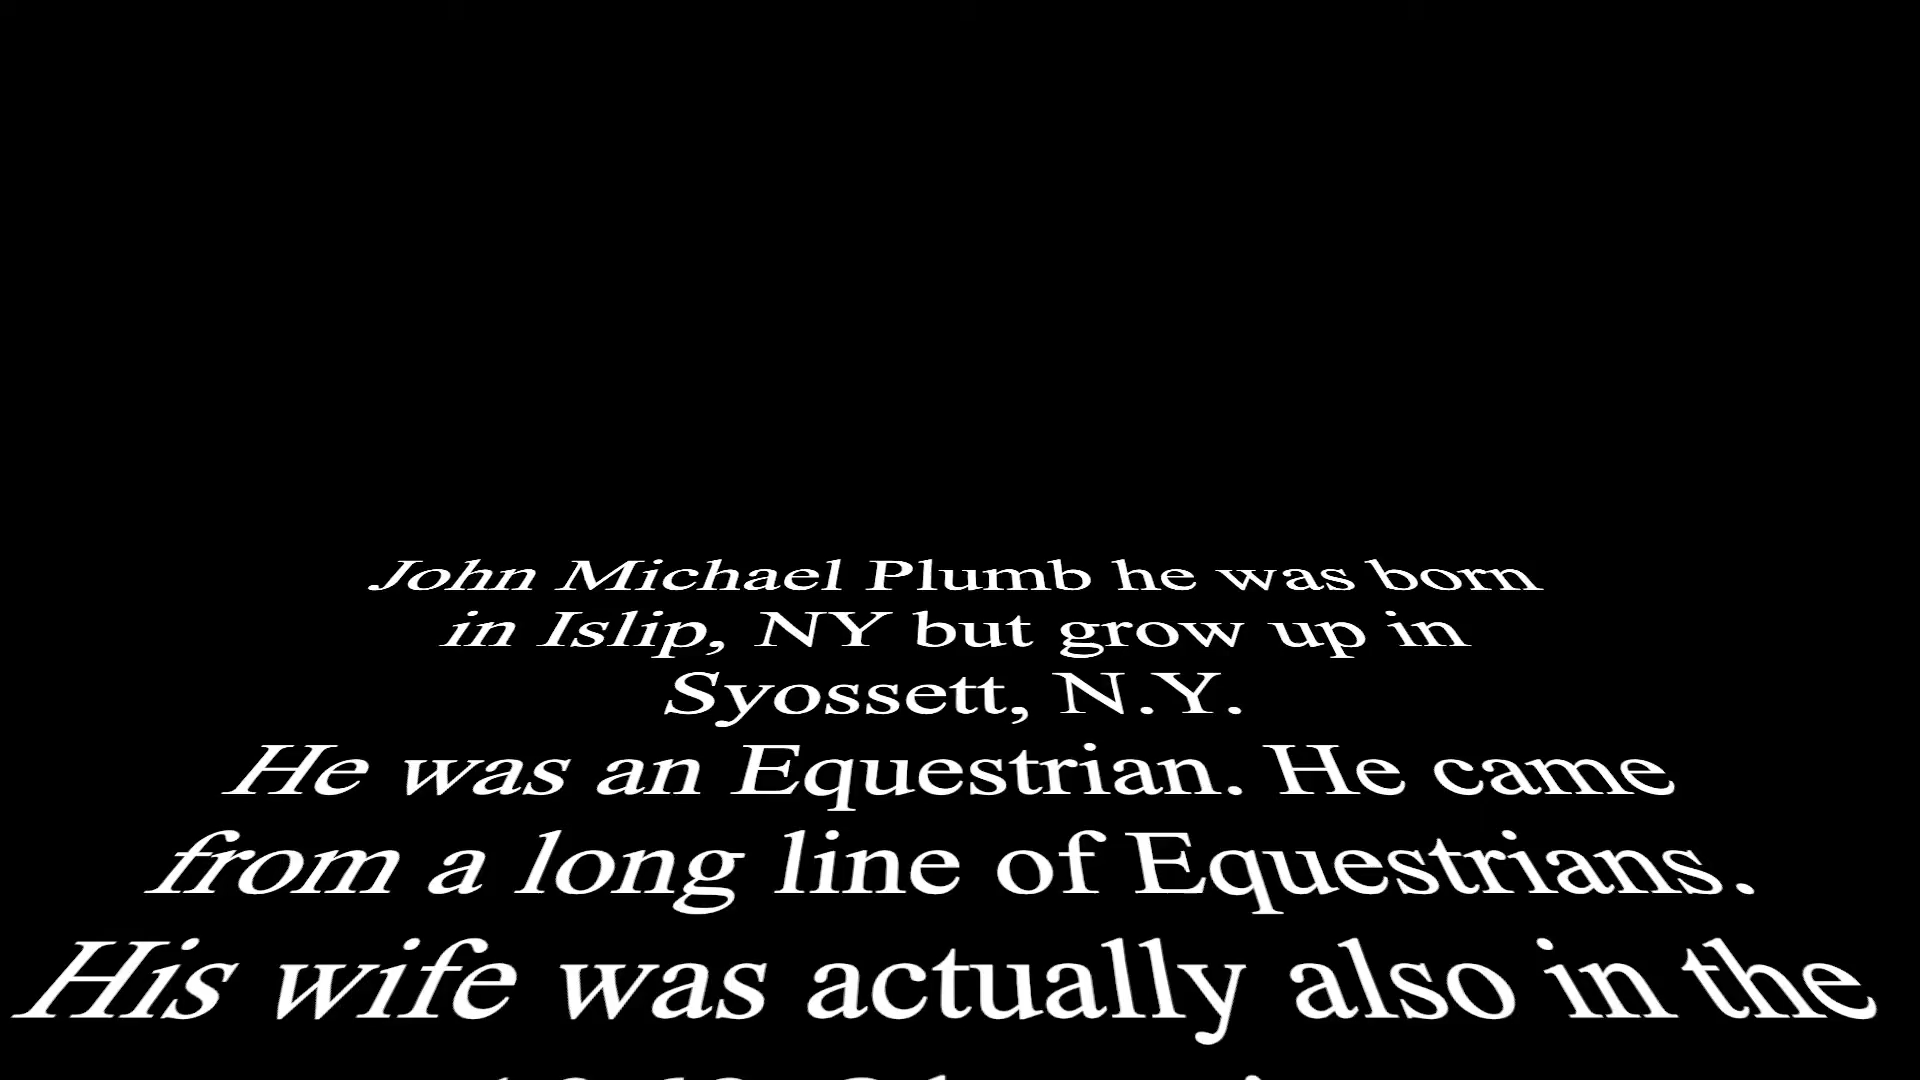 John Michael Plumb he was born
in Islip, NY but grow up in
Syossett, N.Y.
He was an Equestrian. He came
from a long line of Equestrians.
His wife was actually also in the